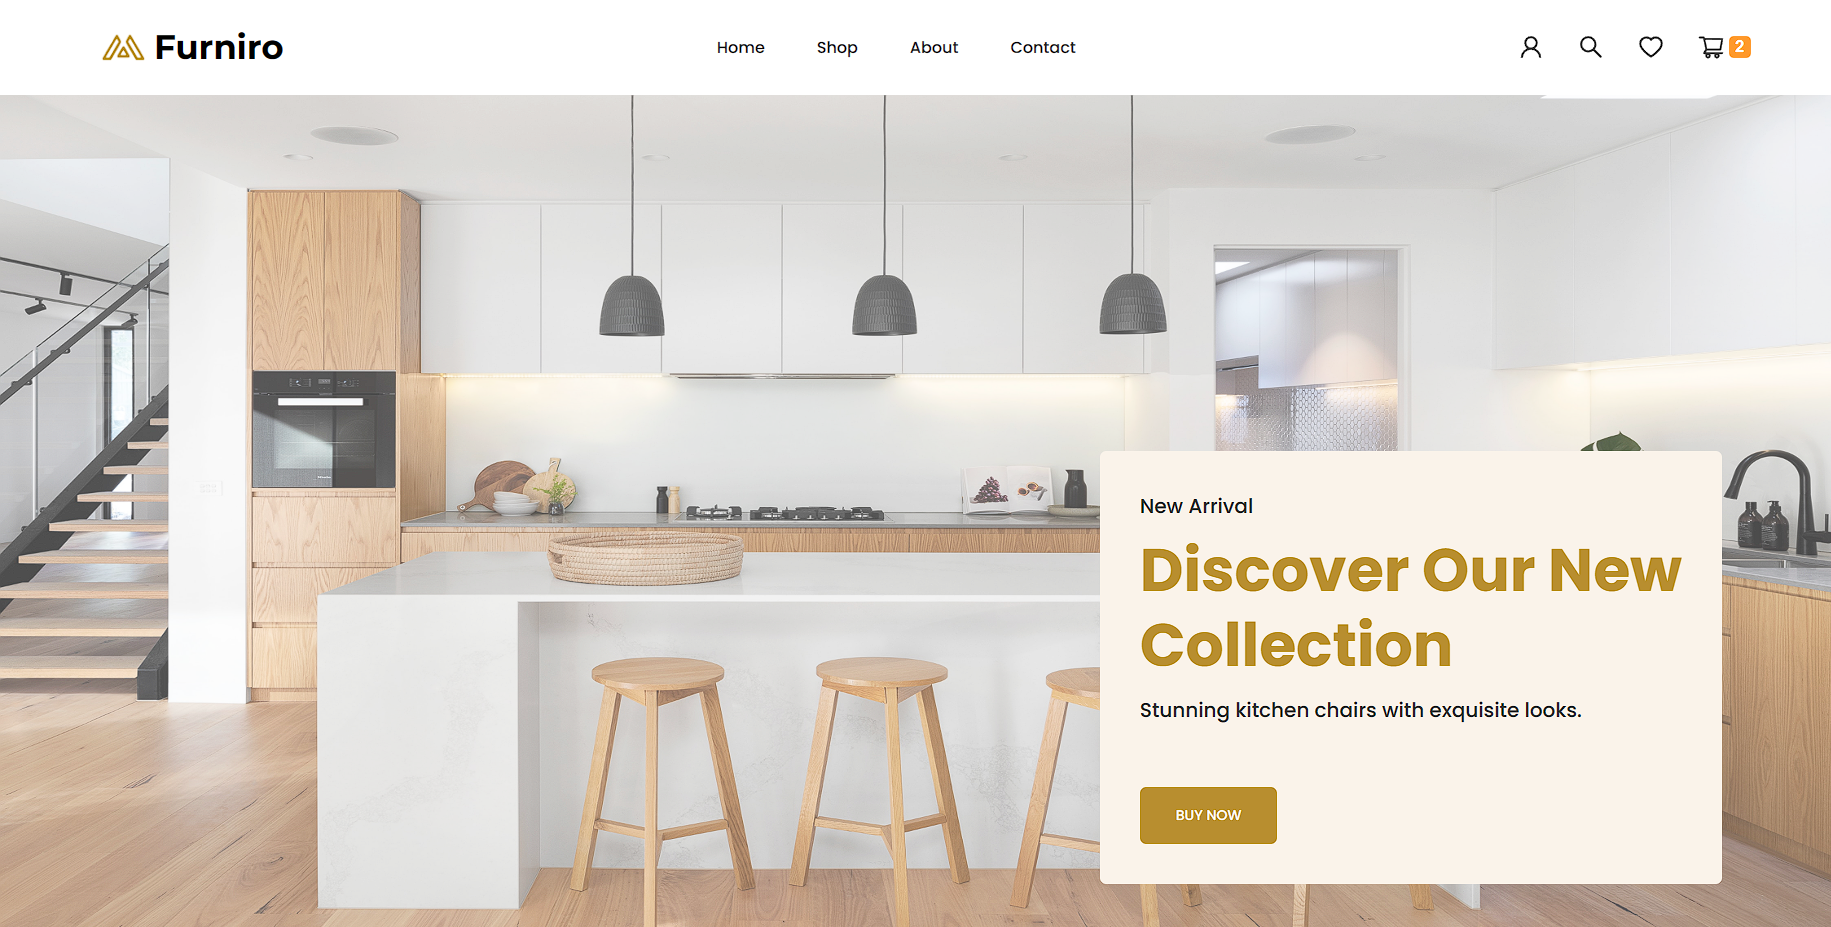 Furniro
Home
Shop
About
Contact
2
New Arrival
Discover Our New
Collection
Stunning kitchen chairs with exquisite looks.
BUY NOW